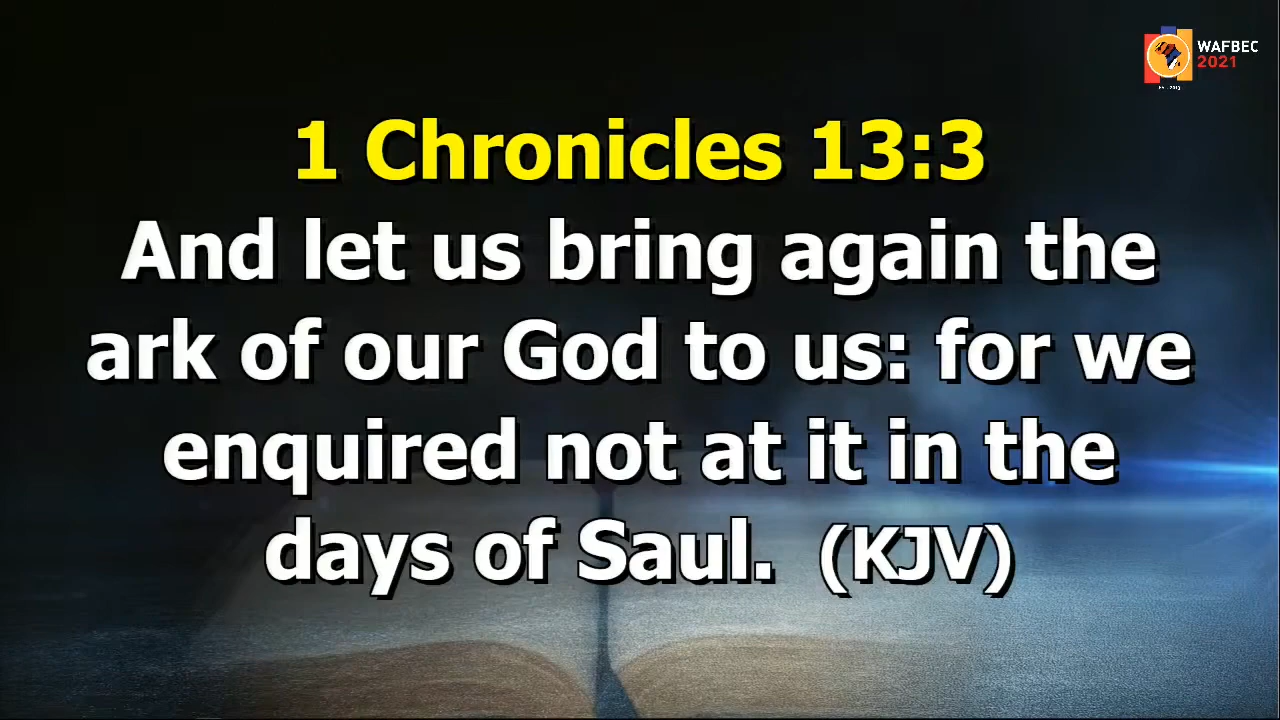 WAFBEC
2021
1 Chronicles 13:3
And let us bring again the
ark of our God to us: for we
enquired not at it in the
days of Saul. (KJV)